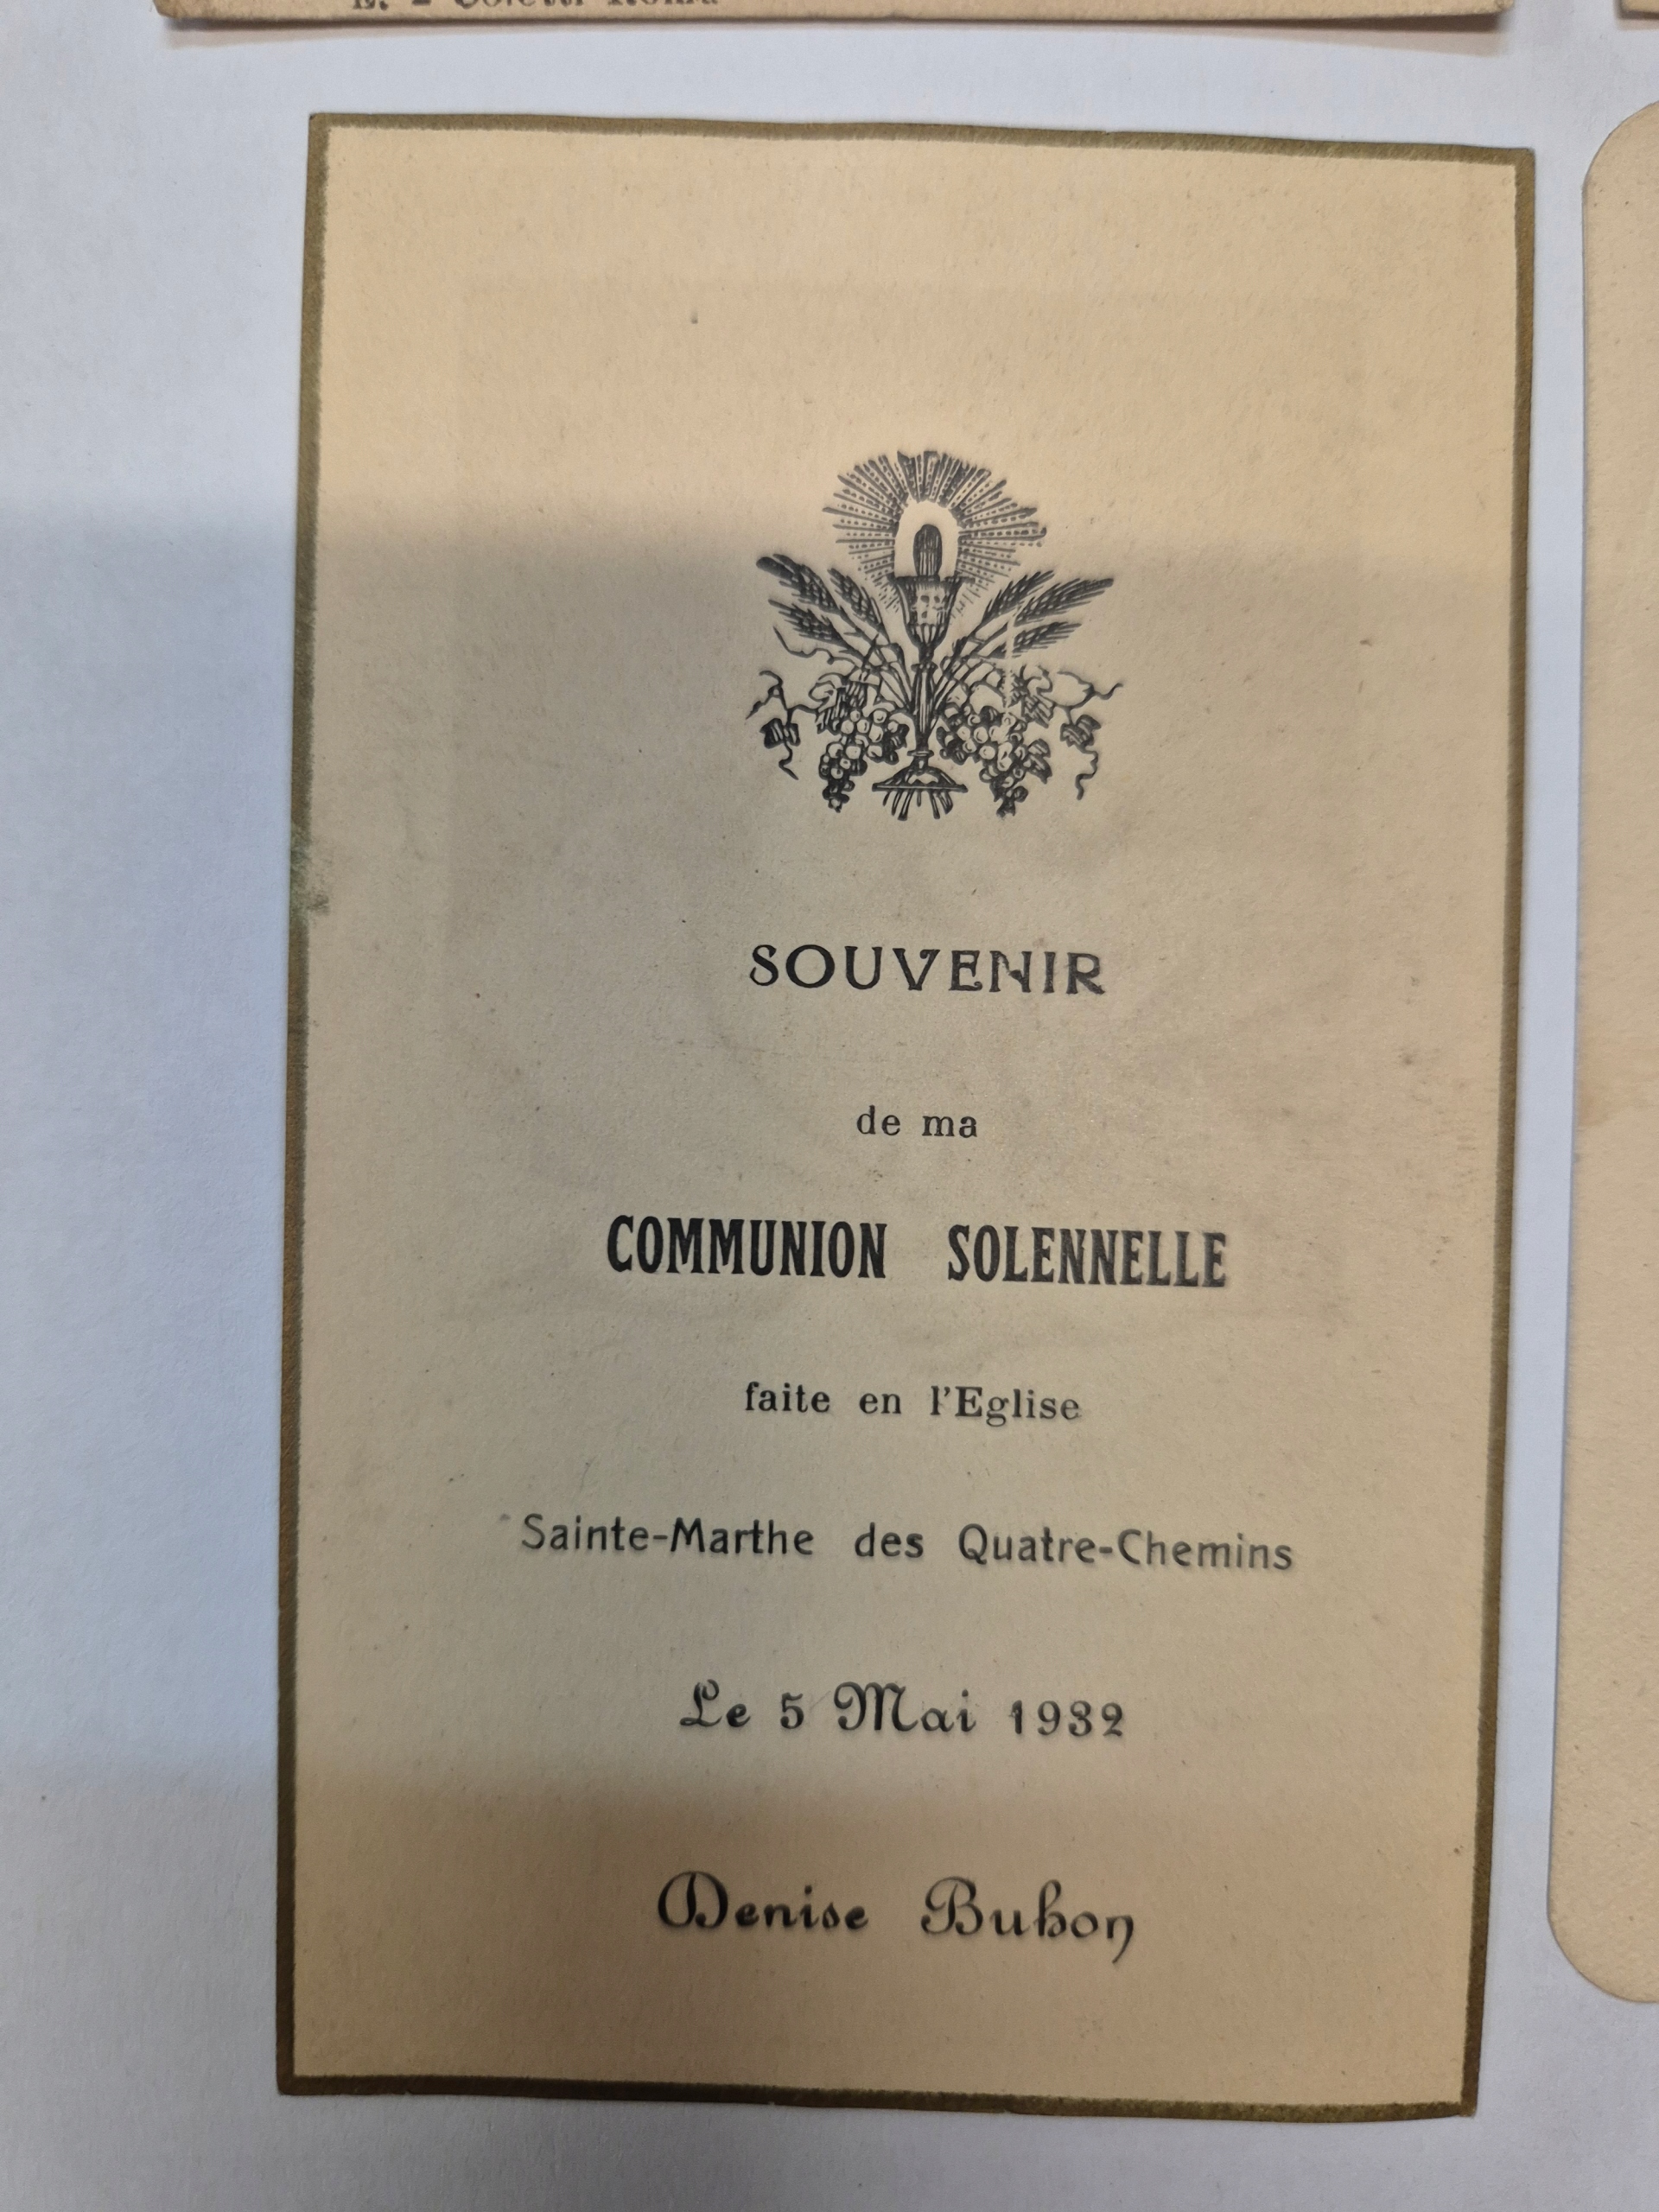 SOUVENIR
de ma
COMMUNION SOLENNELLE
faite en l'Eglise
Sainte-Marthe des Quatre-Chemins
Le 5 Mai 1932
Denise Buhon